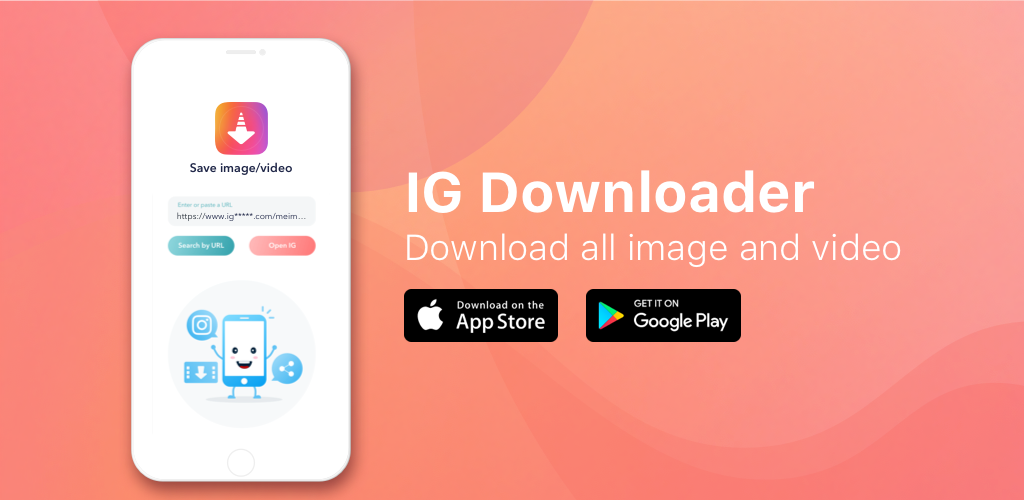 Save image/video
Enter or paste a URL
https://www.ig*****.com/meim...
Search by URL
Open IG
IG Downloader
Download all image and video
Download on the
App Store
GET IT ON
Google Play